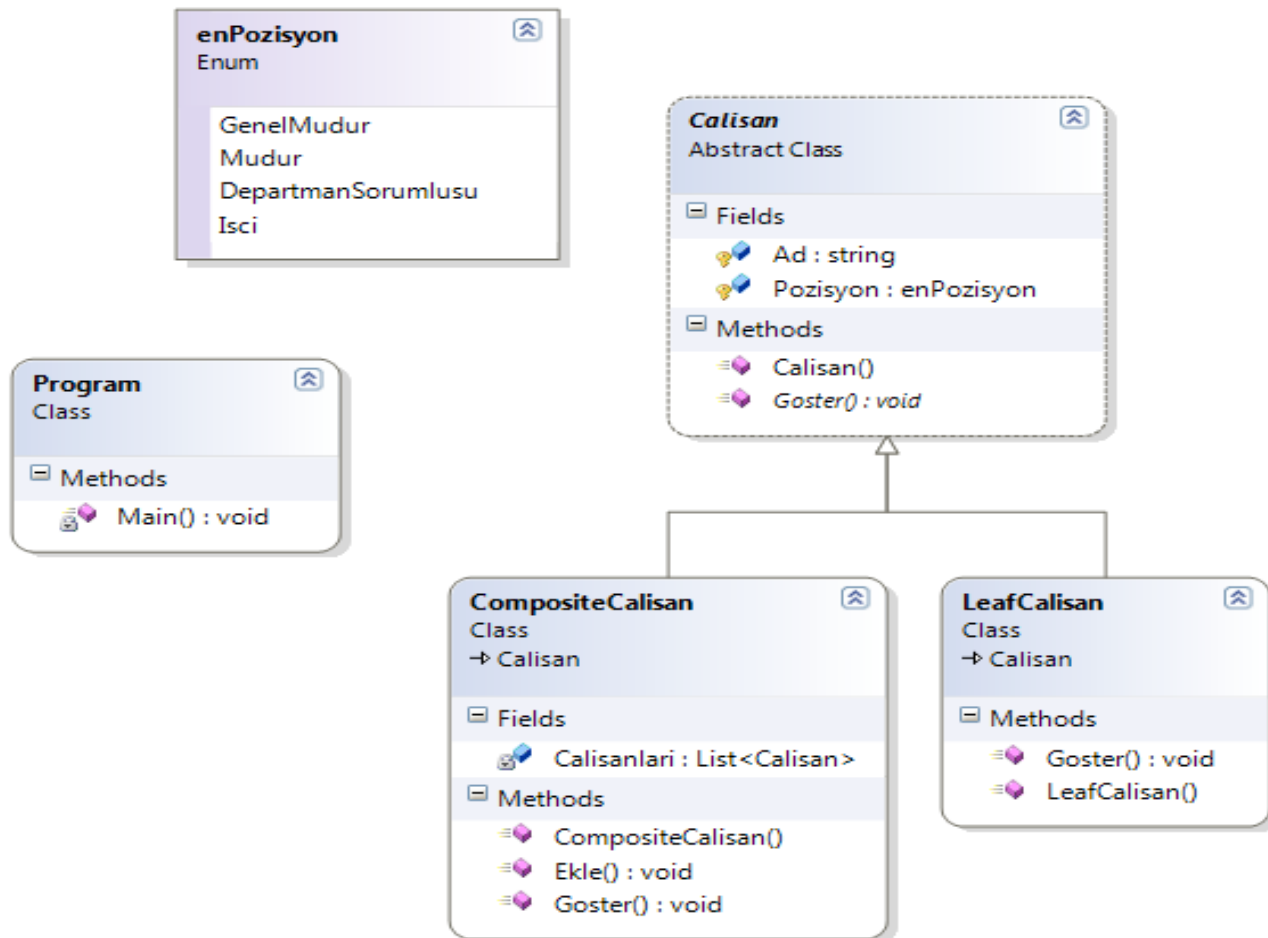 enPozisyon
Enum
GenelMudur
Mudur
DepartmanSorumlusu
Isci
Calisan
Abstract Class
Fields
Ad : string
Pozisyon : enPozisyon
Methods
Calisan()
Goster() : void
Program
Class
Methods
Main() : void
CompositeCalisan
Class
Calisan
Fields
Calisanlari : List<Calisan>
Methods
CompositeCalisan()
Ekle() : void
Goster() : void
LeafCalisan
Class
Calisan
Methods
Goster() : void
LeafCalisan()